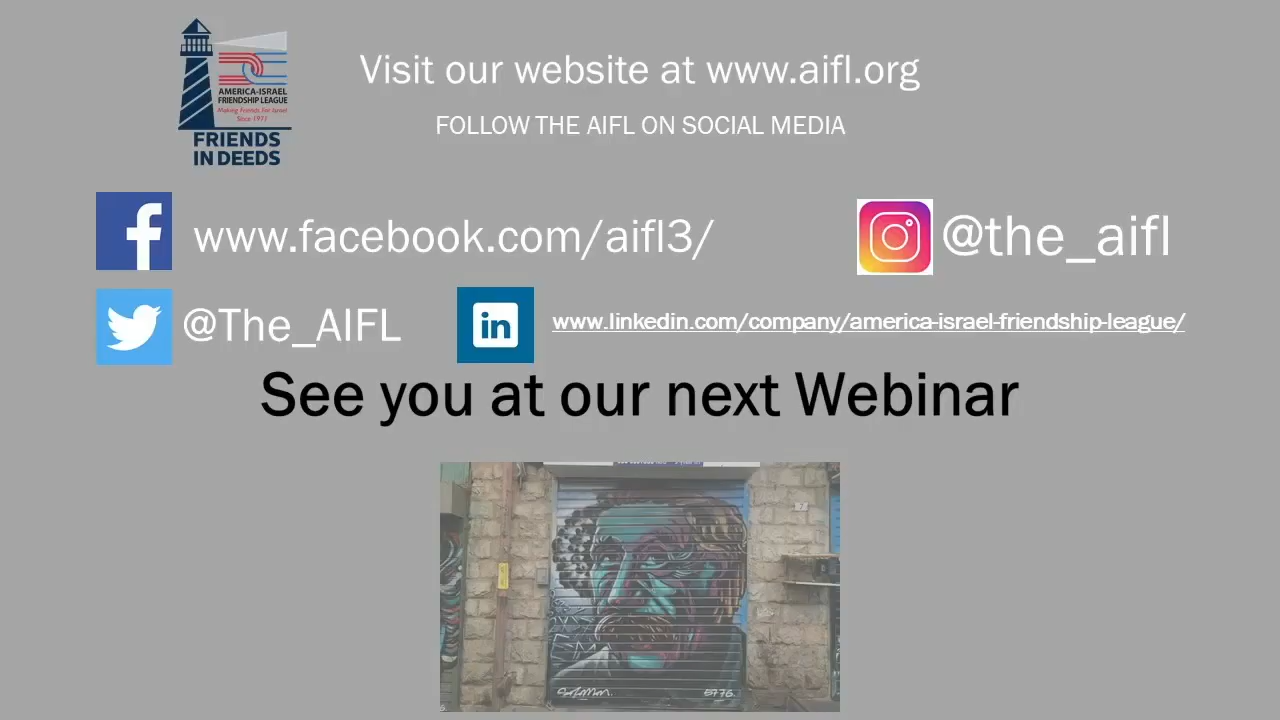 AMERICA-ISRAEL
FRIENDSHIP LEAGUE
Making Friends For Israel
Since 1971
FRIENDS
IN DEEDS
Visit our website at www.aifl.org
FOLLOW THE AIFL ON SOCIAL MEDIA
www.facebook.com/aifl3/
@the_aifl
@The_AIFL
in
www.linkedin.com/company/america-israel-friendship-league/
See you at our next Webinar
5776